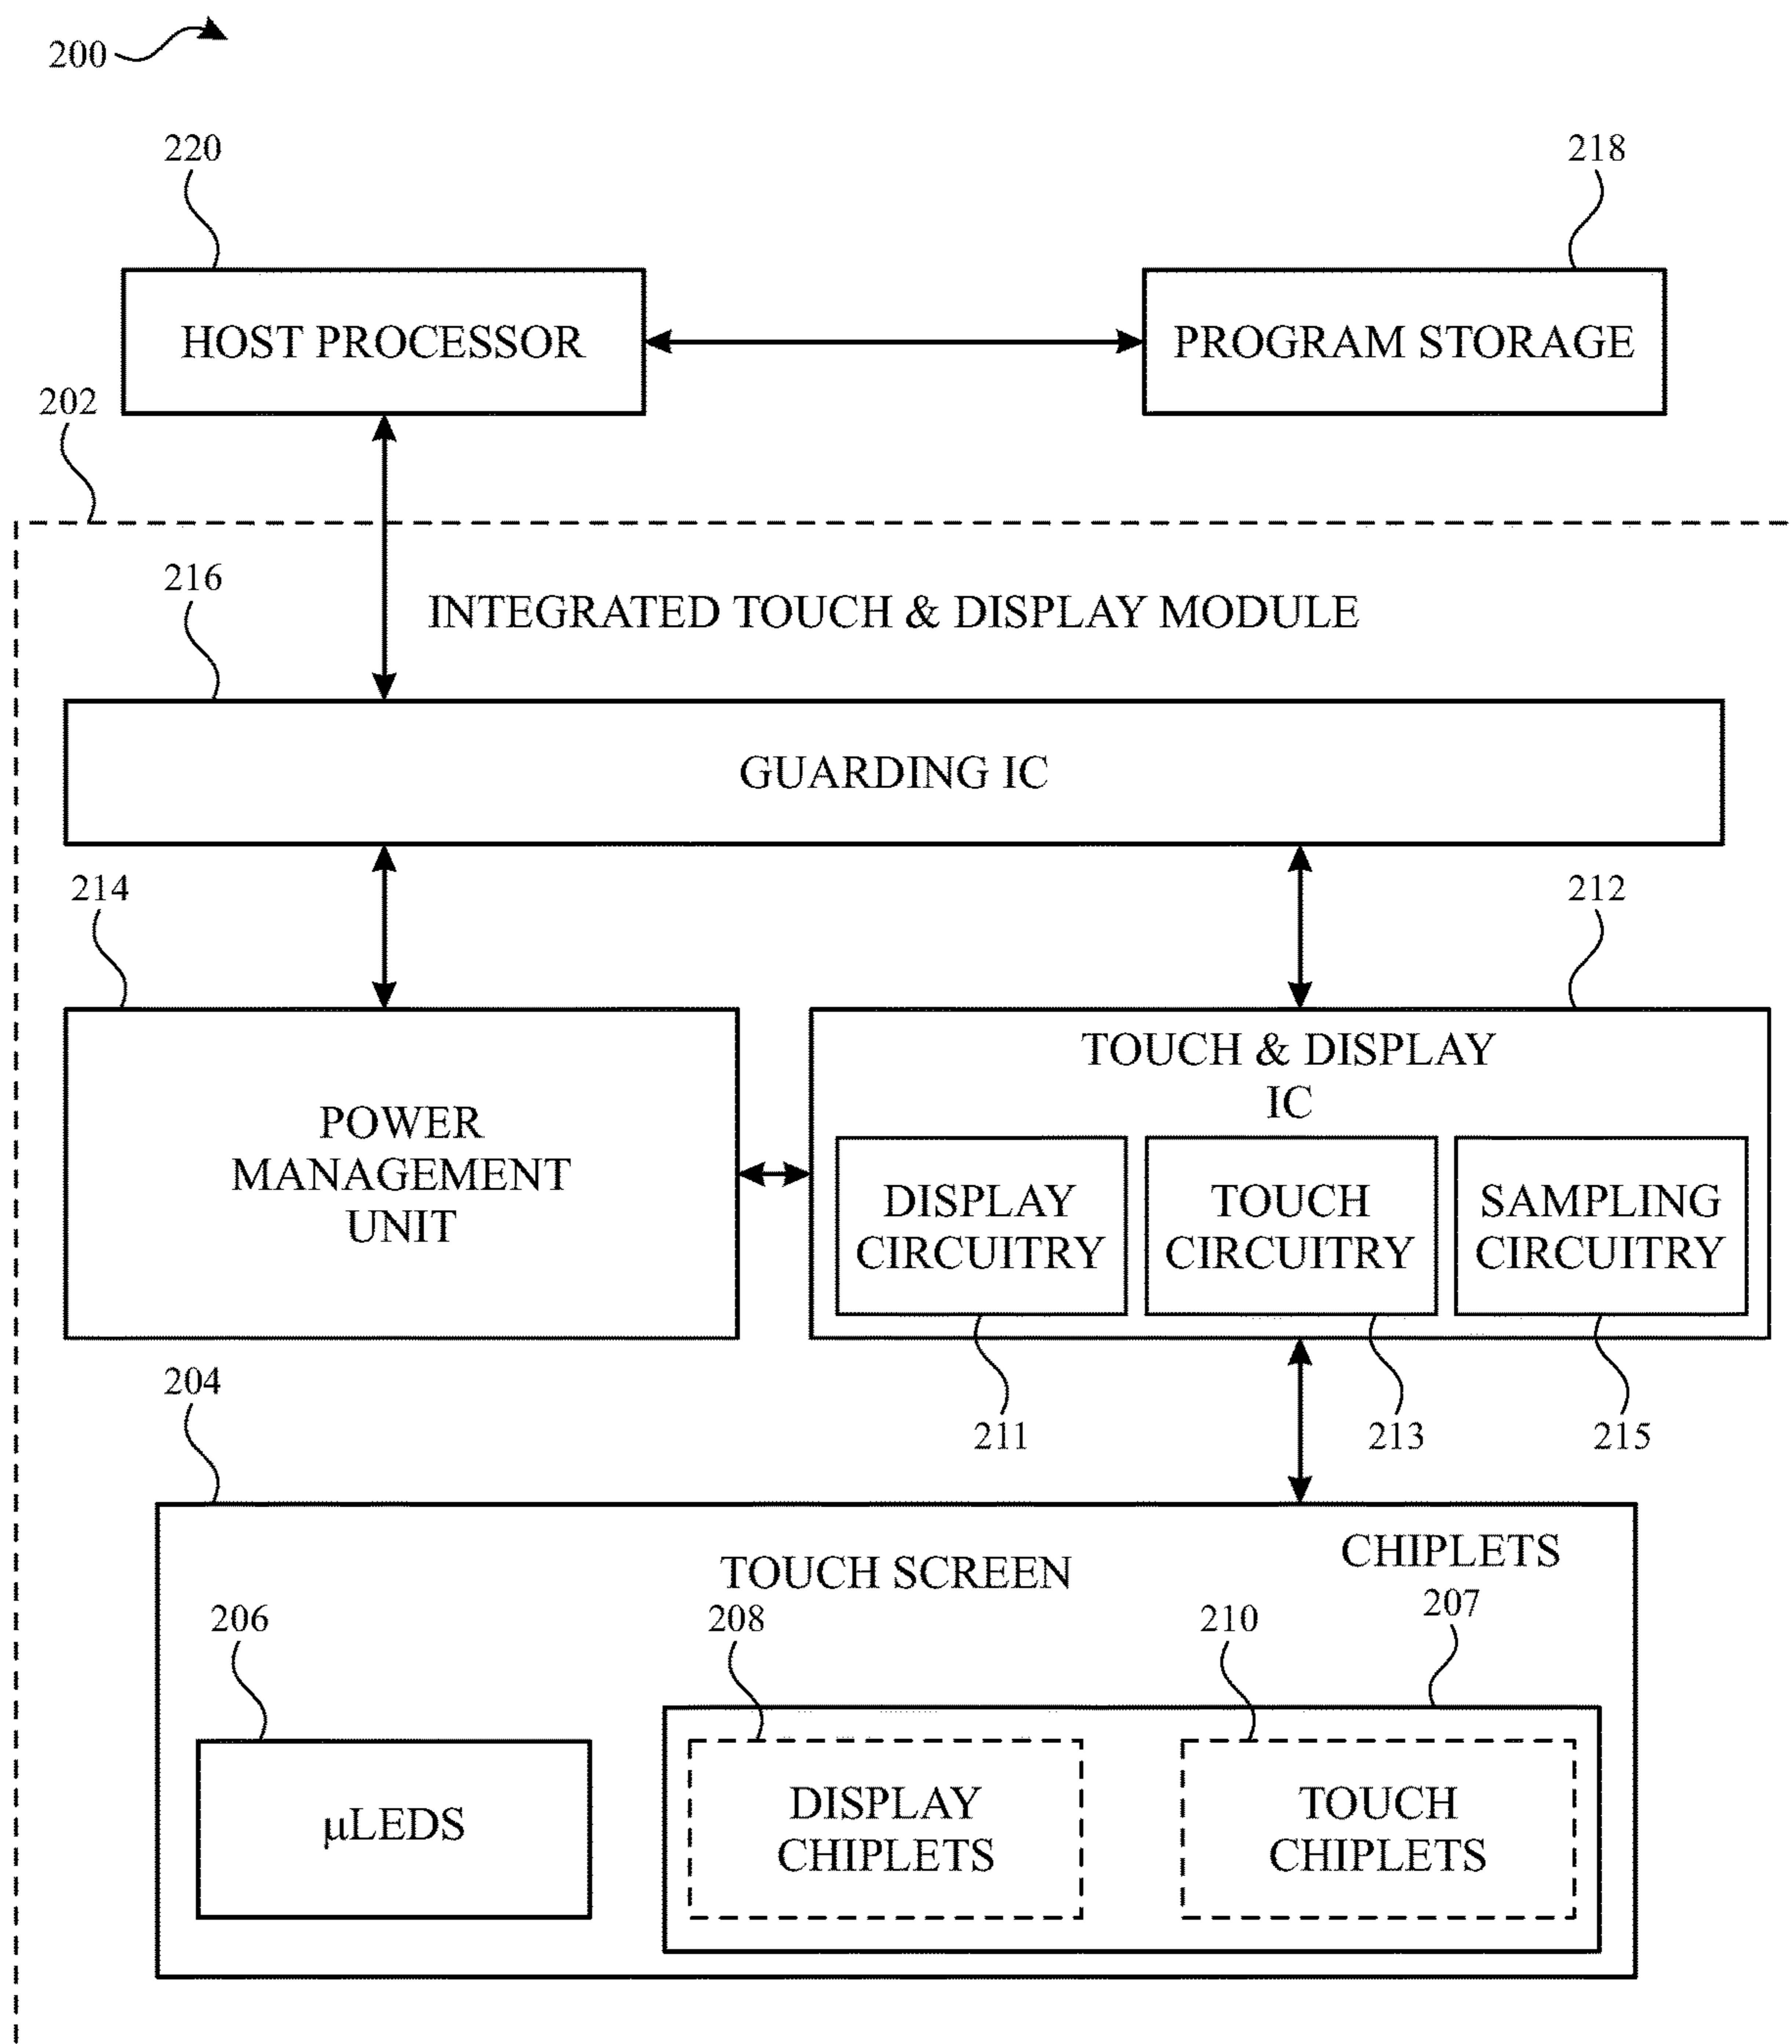 200
220
218
HOST PROCESSOR
PROGRAM STORAGE
202
216
INTEGRATED TOUCH & DISPLAY MODULE
GUARDING IC
214
212
POWER
MANAGEMENT
UNIT
TOUCH & DISPLAY
IC
DISPLAY
CIRCUITRY
TOUCH
CIRCUITRY
SAMPLING
CIRCUITRY
204
211
213
215
TOUCH SCREEN
CHIPLETS
206
208
210
207
μLEDS
DISPLAY
CHIPLETS
TOUCH
CHIPLETS